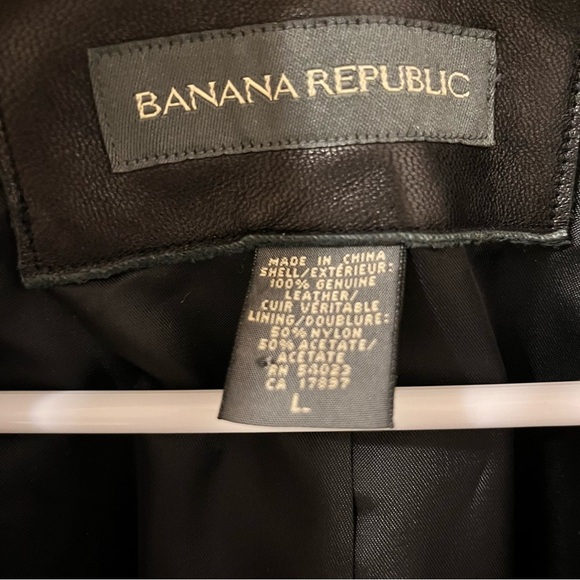 BANANA REPUBLIC
MADE IN CHINA
SHELL/EXTÉRIEUR:
100% GENUINE
LEATHER/
CUIR VÉRITABLE
LINING/DOUBLURE:
50% NYLON
50% ACETATE/
ACÉTATE
RN 54023
CA 17897
L.